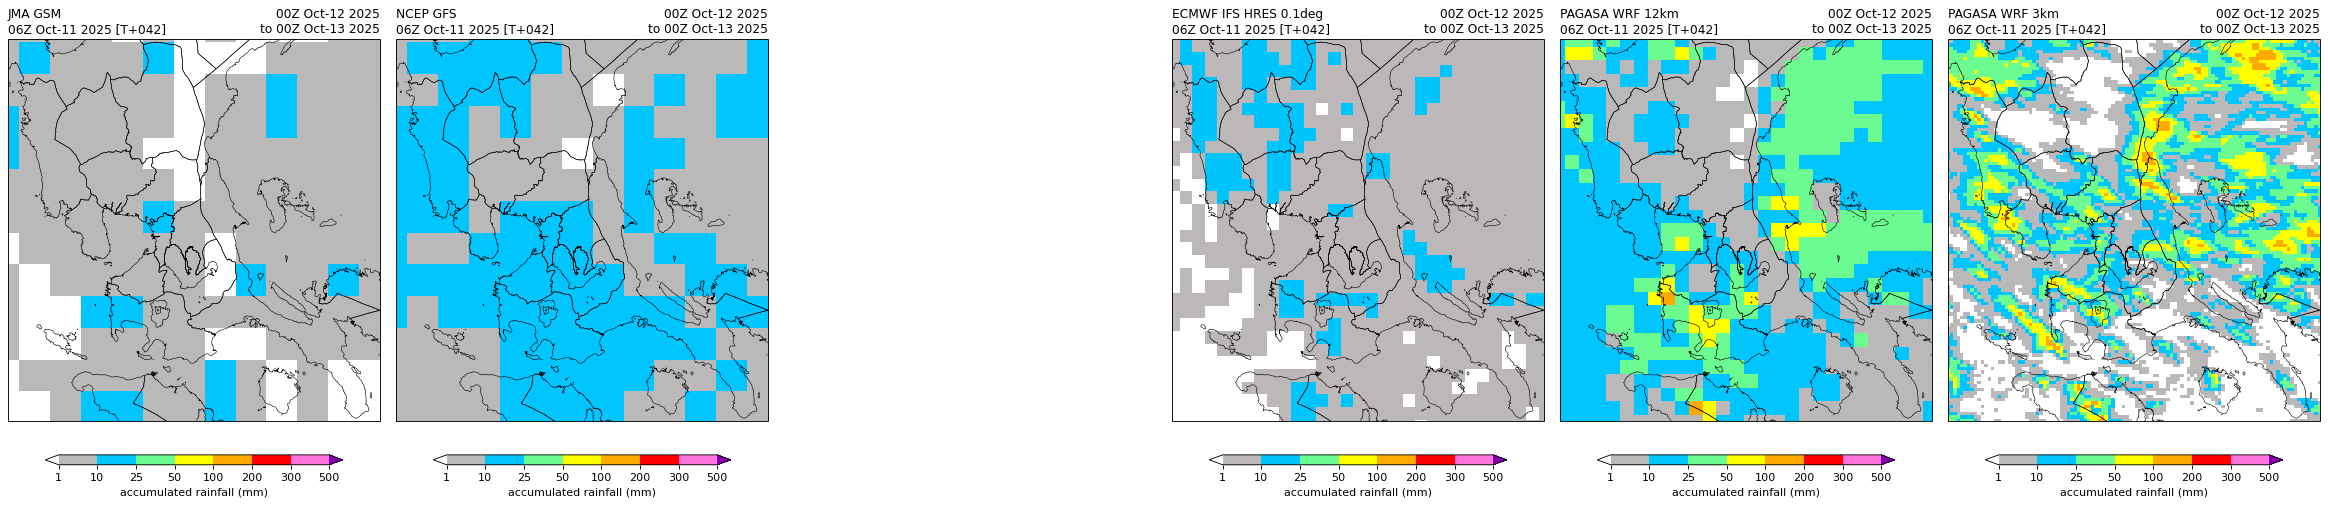 JMA GSM 00Z Oct-12 2025
06Z Oct-11 2025 [T+042] to 00Z Oct-13 2025
1 10 25 50 100 200 300 500
accumulated rainfall (mm)
NCEP GFS 00Z Oct-12 2025
06Z Oct-11 2025 [T+042] to 00Z Oct-13 2025
1 10 25 50 100 200 300 500
accumulated rainfall (mm)
ECMWF IFS HRES 0.1deg 00Z Oct-12 2025
06Z Oct-11 2025 [T+042] to 00Z Oct-13 2025
1 10 25 50 100 200 300 500
accumulated rainfall (mm)
PAGASA WRF 12km 00Z Oct-12 2025
06Z Oct-11 2025 [T+042] to 00Z Oct-13 2025
1 10 25 50 100 200 300 500
accumulated rainfall (mm)
PAGASA WRF 3km 00Z Oct-12 2025
06Z Oct-11 2025 [T+042] to 00Z Oct-13 2025
1 10 25 50 100 200 300 500
accumulated rainfall (mm)